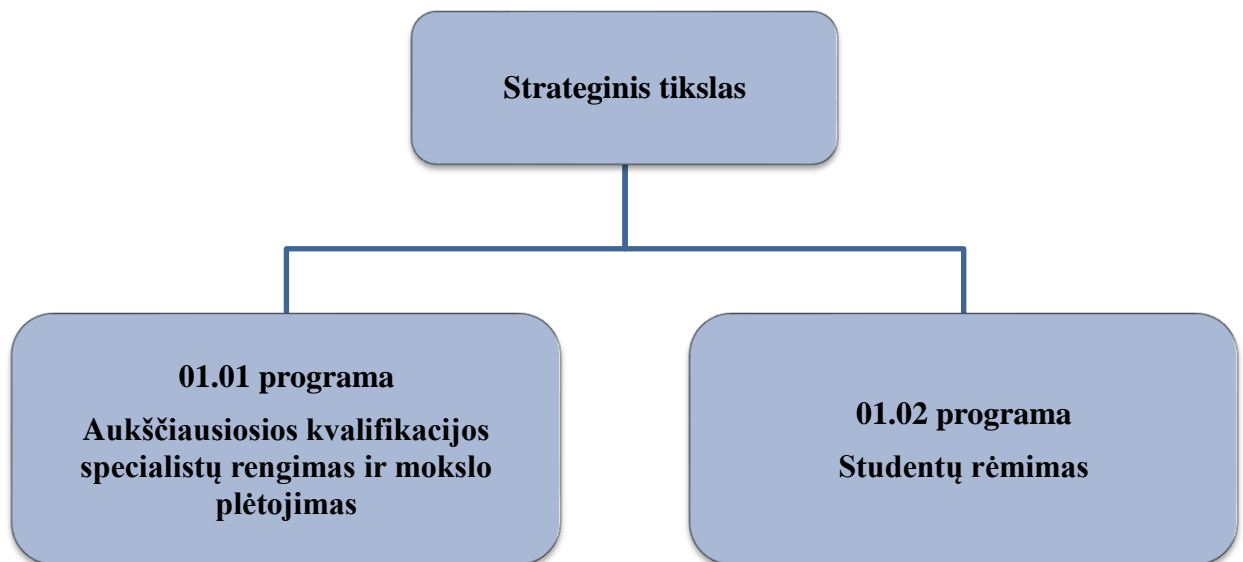 Strateginis tikslas
01.01 programa
Aukščiausiosios kvalifikacijos
specialistų rengimas ir mokslo
plėtojimas
01.02 programa
Studentų rėmimas